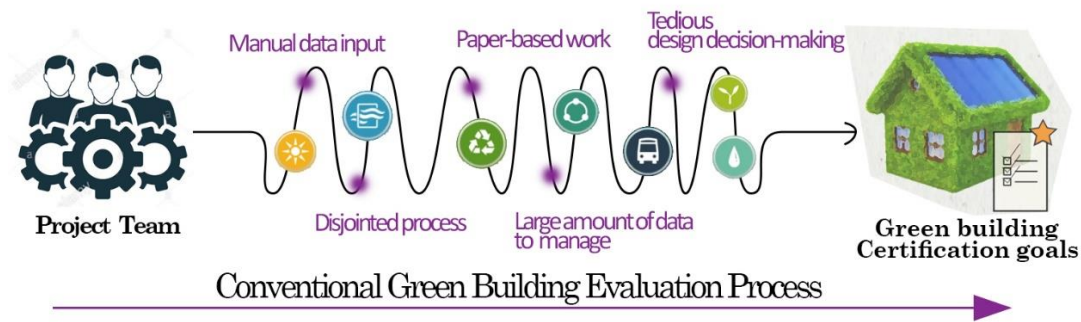 Manual data input
Paper-based work
Tedious
design decision-making
Project Team
Disjointed process
Large amount of data
to manage
Green building
Certification goals
Conventional Green Building Evaluation Process